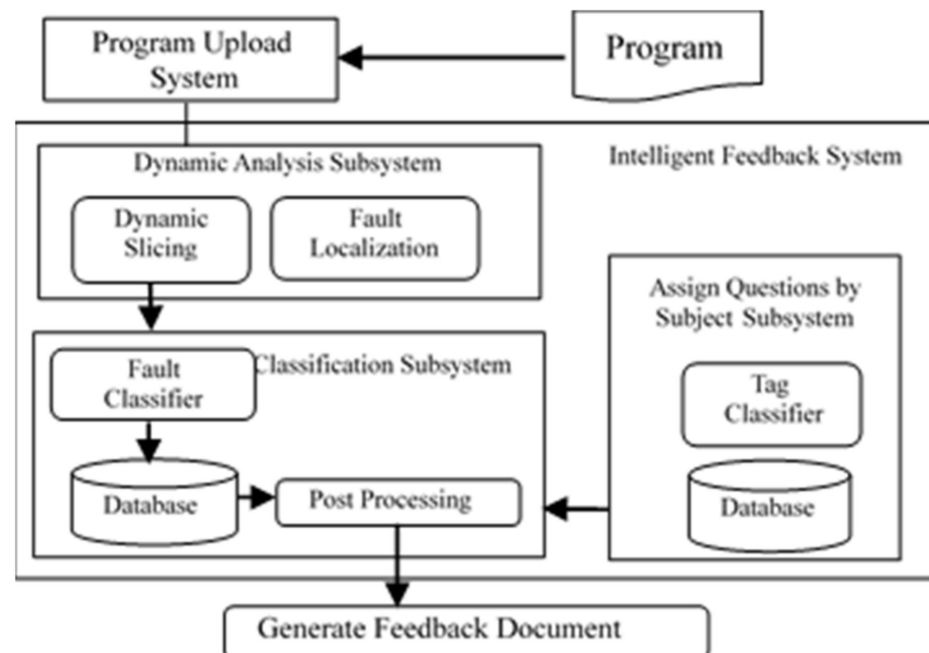 Program Upload
System
Program
Intelligent Feedback System
Dynamic Analysis Subsystem
Dynamic
Slicing
Fault
Localization
Classification Subsystem
Fault
Classifier
Database
Post Processing
Assign Questions by
Subject Subsystem
Tag
Classifier
Database
Generate Feedback Document